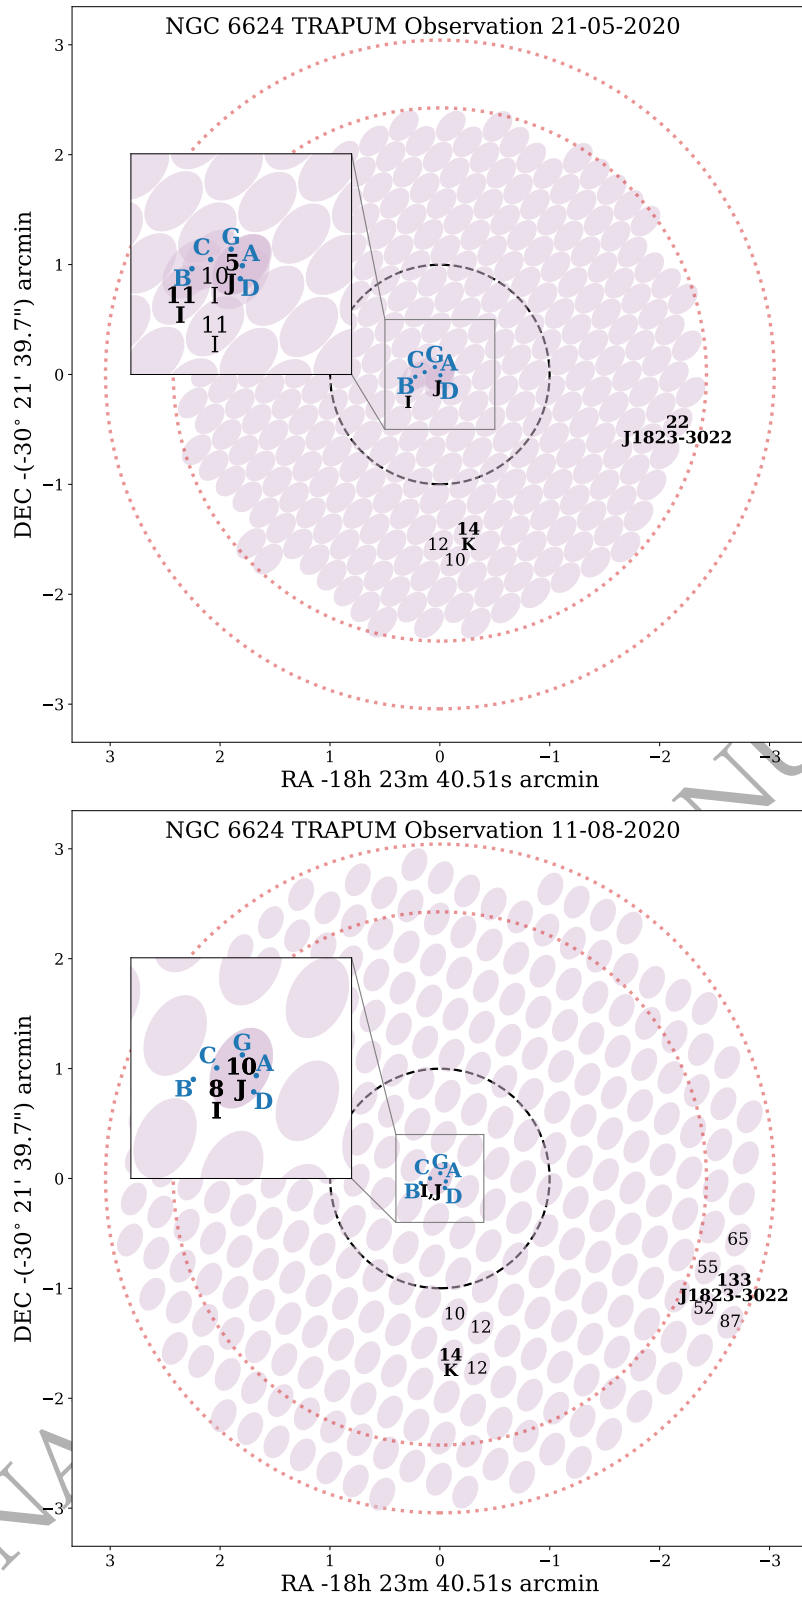 NGC 6624 TRAPUM Observation 21-05-2020
3
2
1
0
−1
−2
−3
DEC -(-30° 21' 39.7") arcmin
C G
5 A
B 10 J D
11 I
I 11
I
C G A
B J D
I
22
J1823-3022
14
12 K
10
3 2 1 0 −1 −2 −3
RA -18h 23m 40.51s arcmin
NGC 6624 TRAPUM Observation 11-08-2020
3
2
1
0
−1
−2
−3
DEC -(-30° 21' 39.7") arcmin
C G
10 A
B 8 J D
I
C G A
B I,J D
65
55
133
J1823-3022
52
87
10
12
14
K 12
3 2 1 0 −1 −2 −3
RA -18h 23m 40.51s arcmin